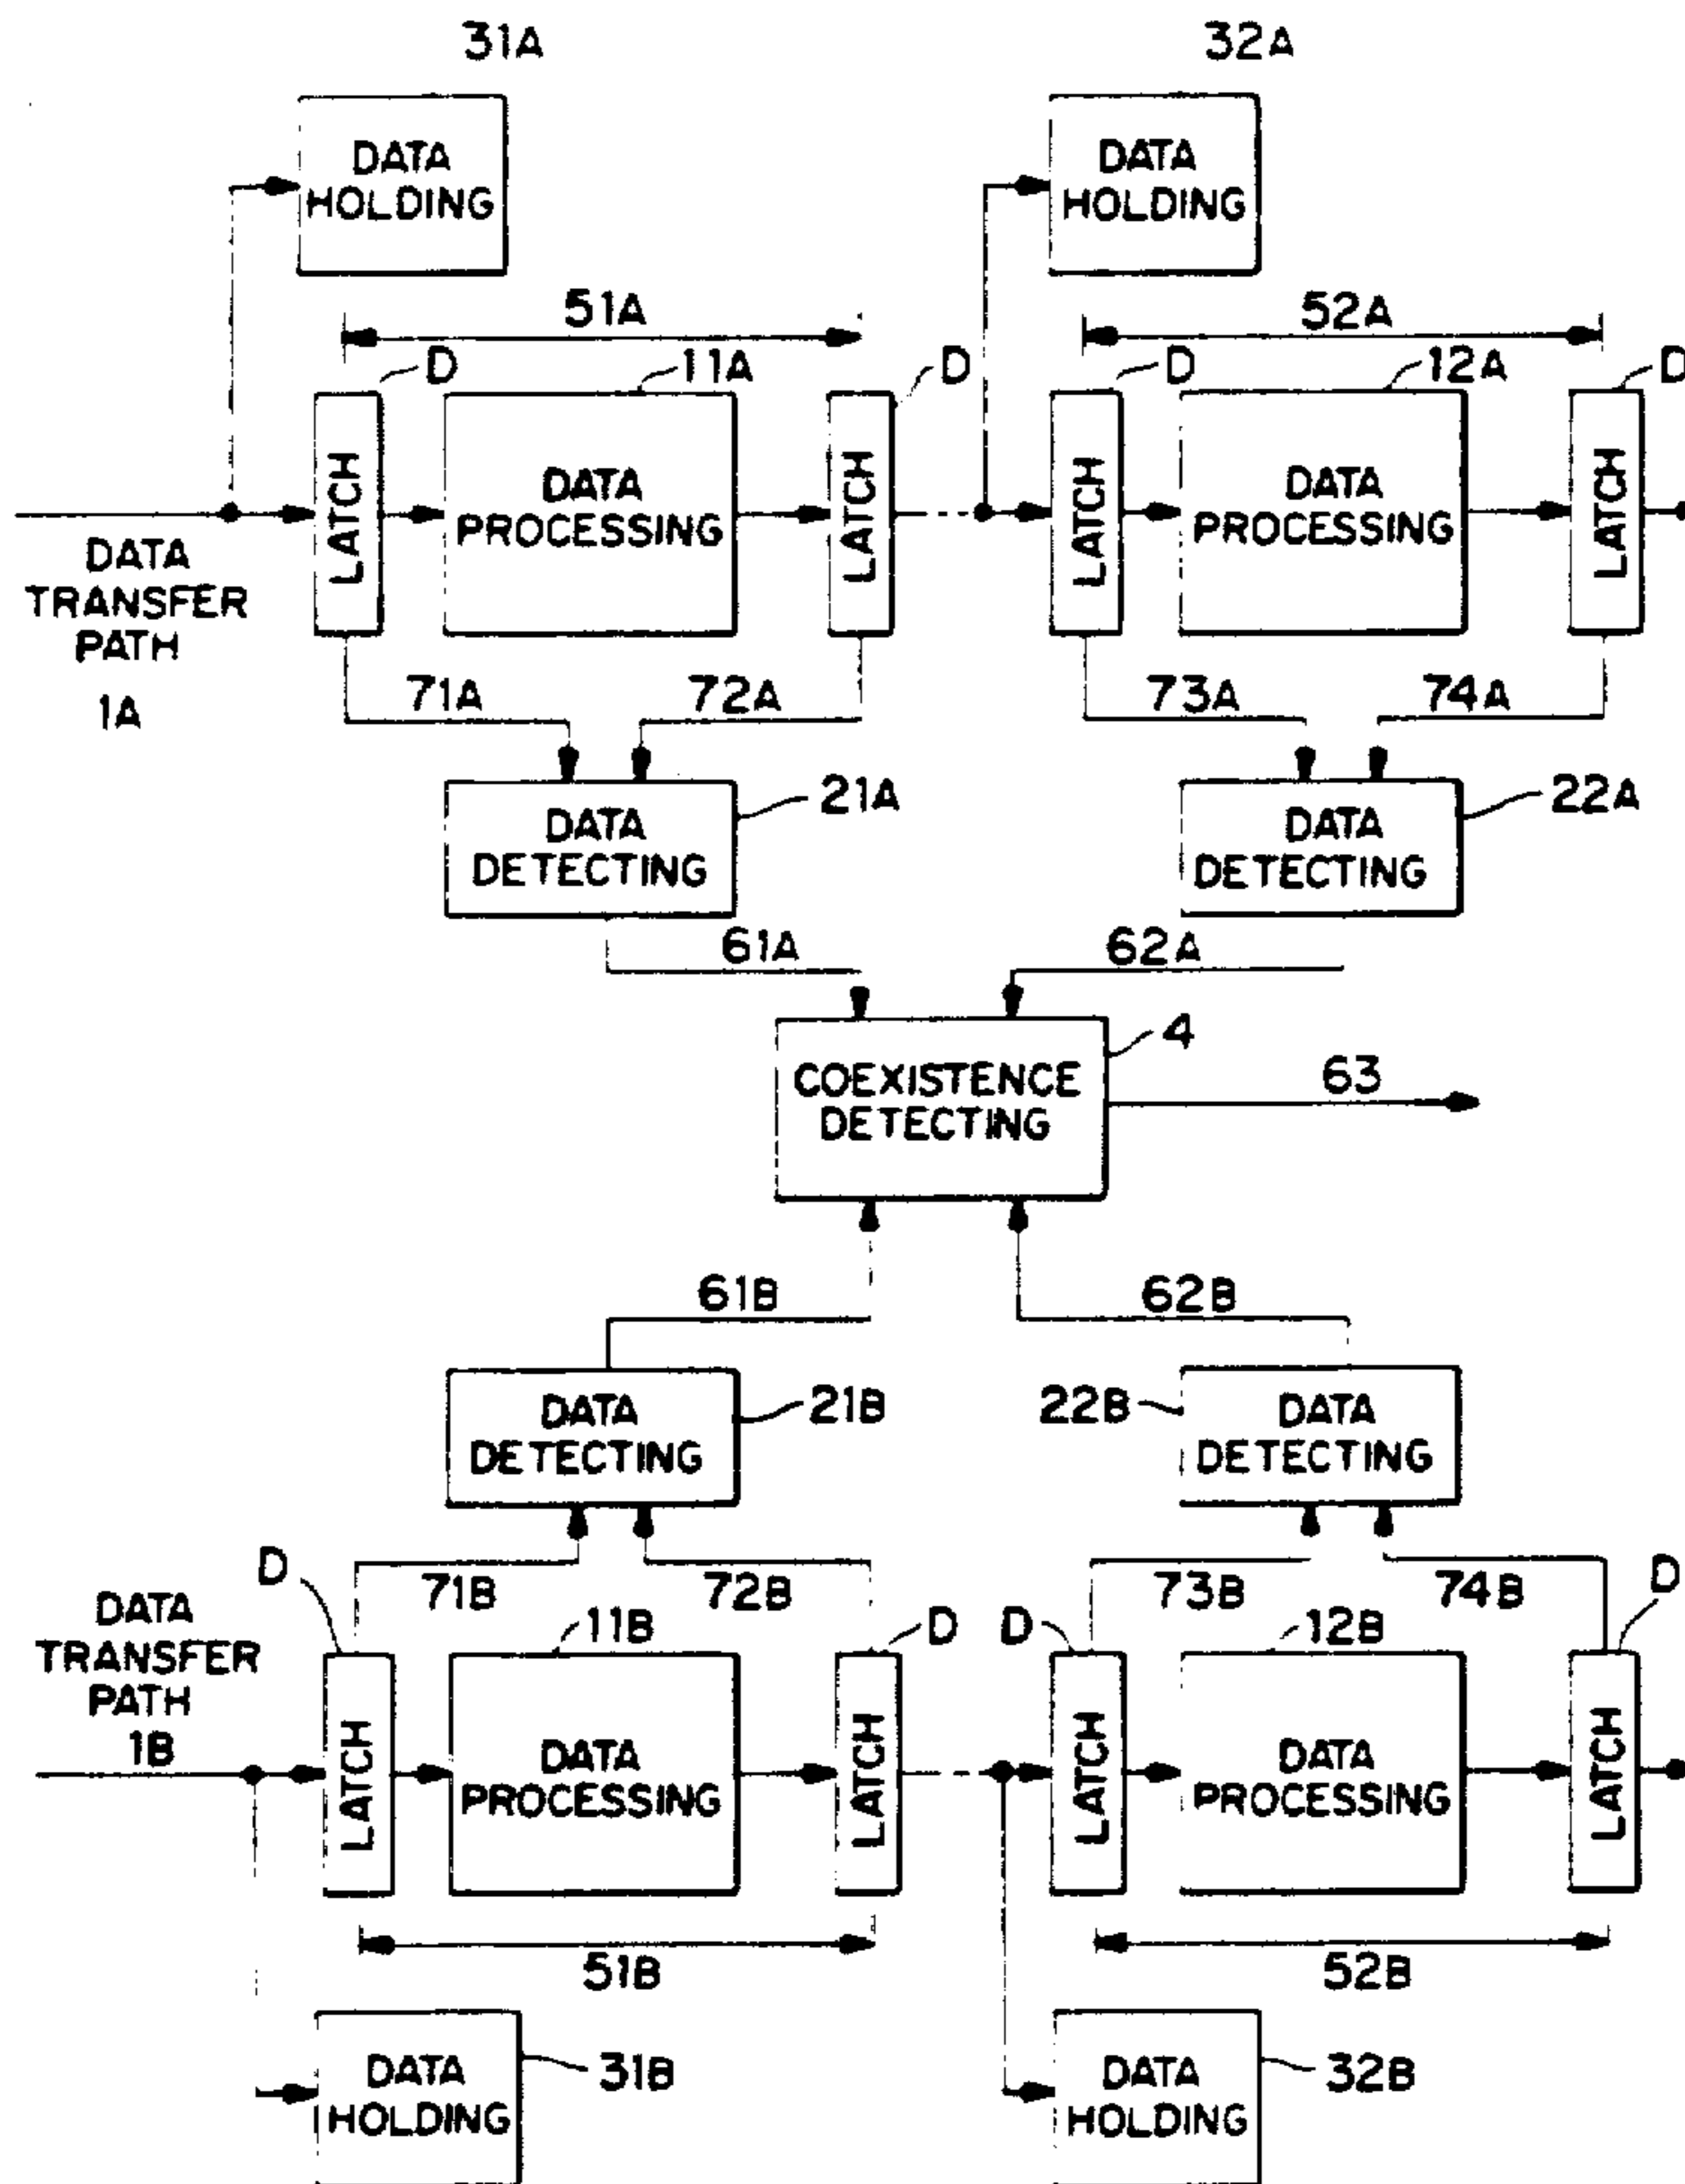 31A
32A
DATA
HOLDING
DATA
HOLDING
51A
52A
D
11A
D
D
12A
D
LATCH
DATA
PROCESSING
LATCH
LATCH
DATA
PROCESSING
LATCH
DATA
TRANSFER
PATH
1A
71A
72A
73A
74A
DATA
DETECTING
21A
DATA
DETECTING
22A
61A
62A
COEXISTENCE
DETECTING
4
63
61B
62B
DATA
DETECTING
21B
22B
DATA
DETECTING
D
71B
72B
73B
74B
D
DATA
TRANSFER
PATH
1B
11B
D
D
12B
LATCH
DATA
PROCESSING
LATCH
LATCH
DATA
PROCESSING
LATCH
51B
52B
DATA
HOLDING
31B
DATA
HOLDING
32B